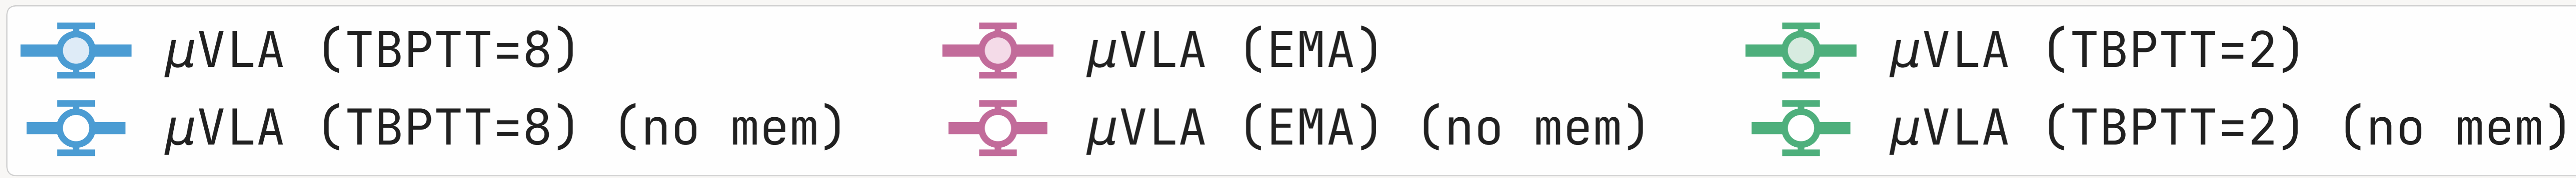 μVLA (TBPTT=8) μVLA (EMA) μVLA (TBPTT=2)
μVLA (TBPTT=8) (no mem) μVLA (EMA) (no mem) μVLA (TBPTT=2) (no mem)